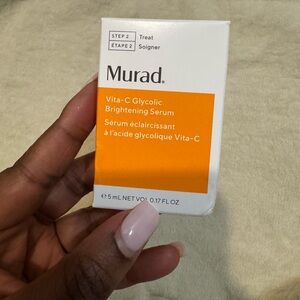 STEP 2 Treat
ÉTAPE 2 Soigner
Murad.
Vita-C Glycolic
Brightening Serum
Sérum éclaircissant
à l'acide glycolique Vita-C
℮ 5 mL NET VOL 0.17 FL OZ